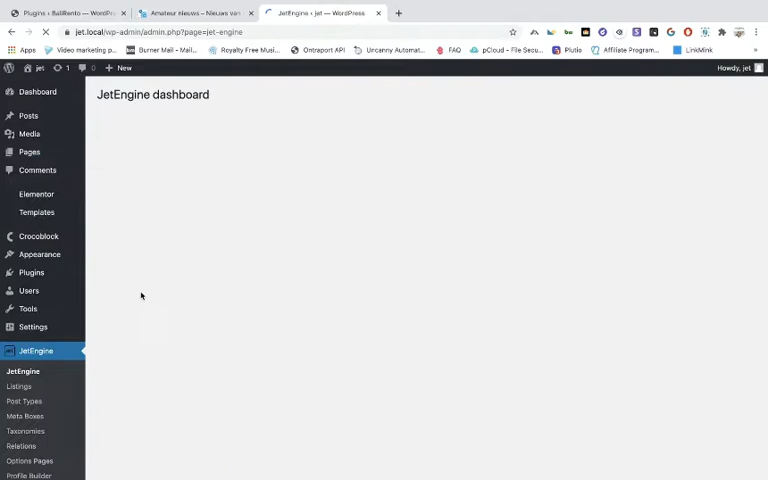 Plugins ‹ BaliRento — WordPr
Amateur nieuws – Nieuws van
JetEngine ‹ jet — WordPress
jet.local/wp-admin/admin.php?page=jet-engine
Apps
Video marketing p...
Burner Mail - Mail...
Royalty Free Musi...
Ontraport API
Uncanny Automat...
FAQ
pCloud - File Secu...
Plutio
Affiliate Program...
LinkMink
jet
1
0
New
Howdy, jet
Dashboard
JetEngine dashboard
Posts
Media
Pages
Comments
Elementor
Templates
Crocoblock
Appearance
Plugins
Users
Tools
Settings
JetEngine
JetEngine
Listings
Post Types
Meta Boxes
Taxonomies
Relations
Options Pages
Profile Builder